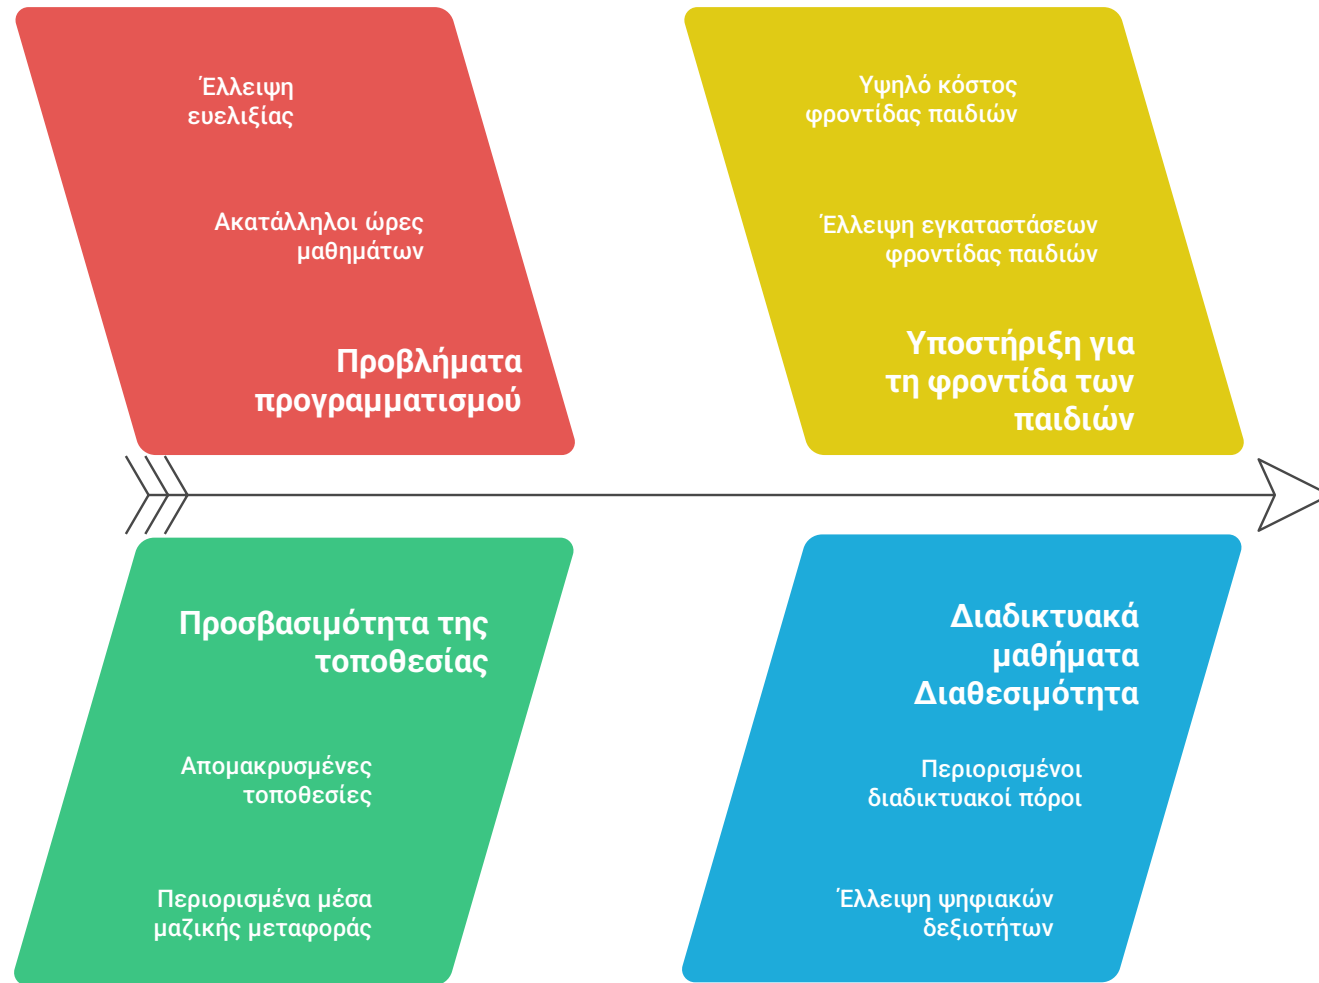 Έλλειψη
ευελιξίας
Ακατάλληλοι ώρες
μαθημάτων
Προβλήματα
προγραμματισμού
Υψηλό κόστος
φροντίδας παιδιών
Έλλειψη εγκαταστάσεων
φροντίδας παιδιών
Υποστήριξη για
τη φροντίδα των
παιδιών
Προσβασιμότητα της
τοποθεσίας
Απομακρυσμένες
τοποθεσίες
Περιορισμένα μέσα
μαζικής μεταφοράς
Διαδικτυακά
μαθήματα
Διαθεσιμότητα
Περιορισμένοι
διαδικτυακοί πόροι
Έλλειψη ψηφιακών
δεξιοτήτων